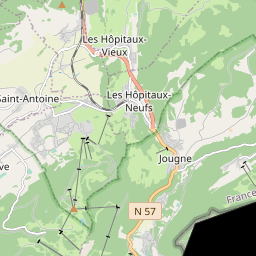 Les Hôpitaux-
Vieux
Saint-Antoine
Les Hôpitaux-
Neufs
Jougne
N 57
France